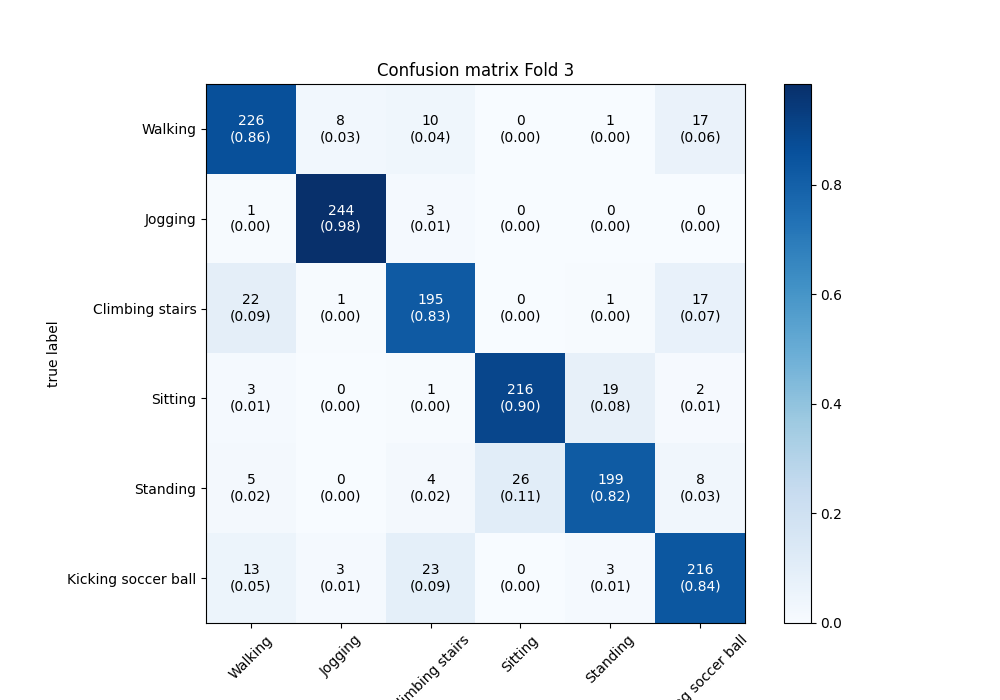 Confusion matrix Fold 3
Walking
226 8 10 0 1 17
(0.86) (0.03) (0.04) (0.00) (0.00) (0.06)
Jogging
1 244 3 0 0 0
(0.00) (0.98) (0.01) (0.00) (0.00) (0.00)
Climbing stairs
22 1 195 0 1 17
(0.09) (0.00) (0.83) (0.00) (0.00) (0.07)
Sitting
3 0 1 216 19 2
(0.01) (0.00) (0.00) (0.90) (0.08) (0.01)
Standing
5 0 4 26 199 8
(0.02) (0.00) (0.02) (0.11) (0.82) (0.03)
Kicking soccer ball
13 3 23 0 3 216
(0.05) (0.01) (0.09) (0.00) (0.01) (0.84)
true label
Walking
Jogging
limbing stairs
Sitting
Standing
ng soccer ball
0.8
0.6
0.4
0.2
0.0